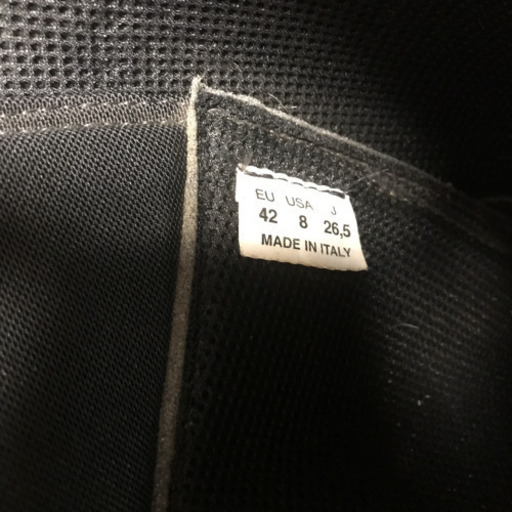 EU USA J
42 8 26,5
MADE IN ITALY